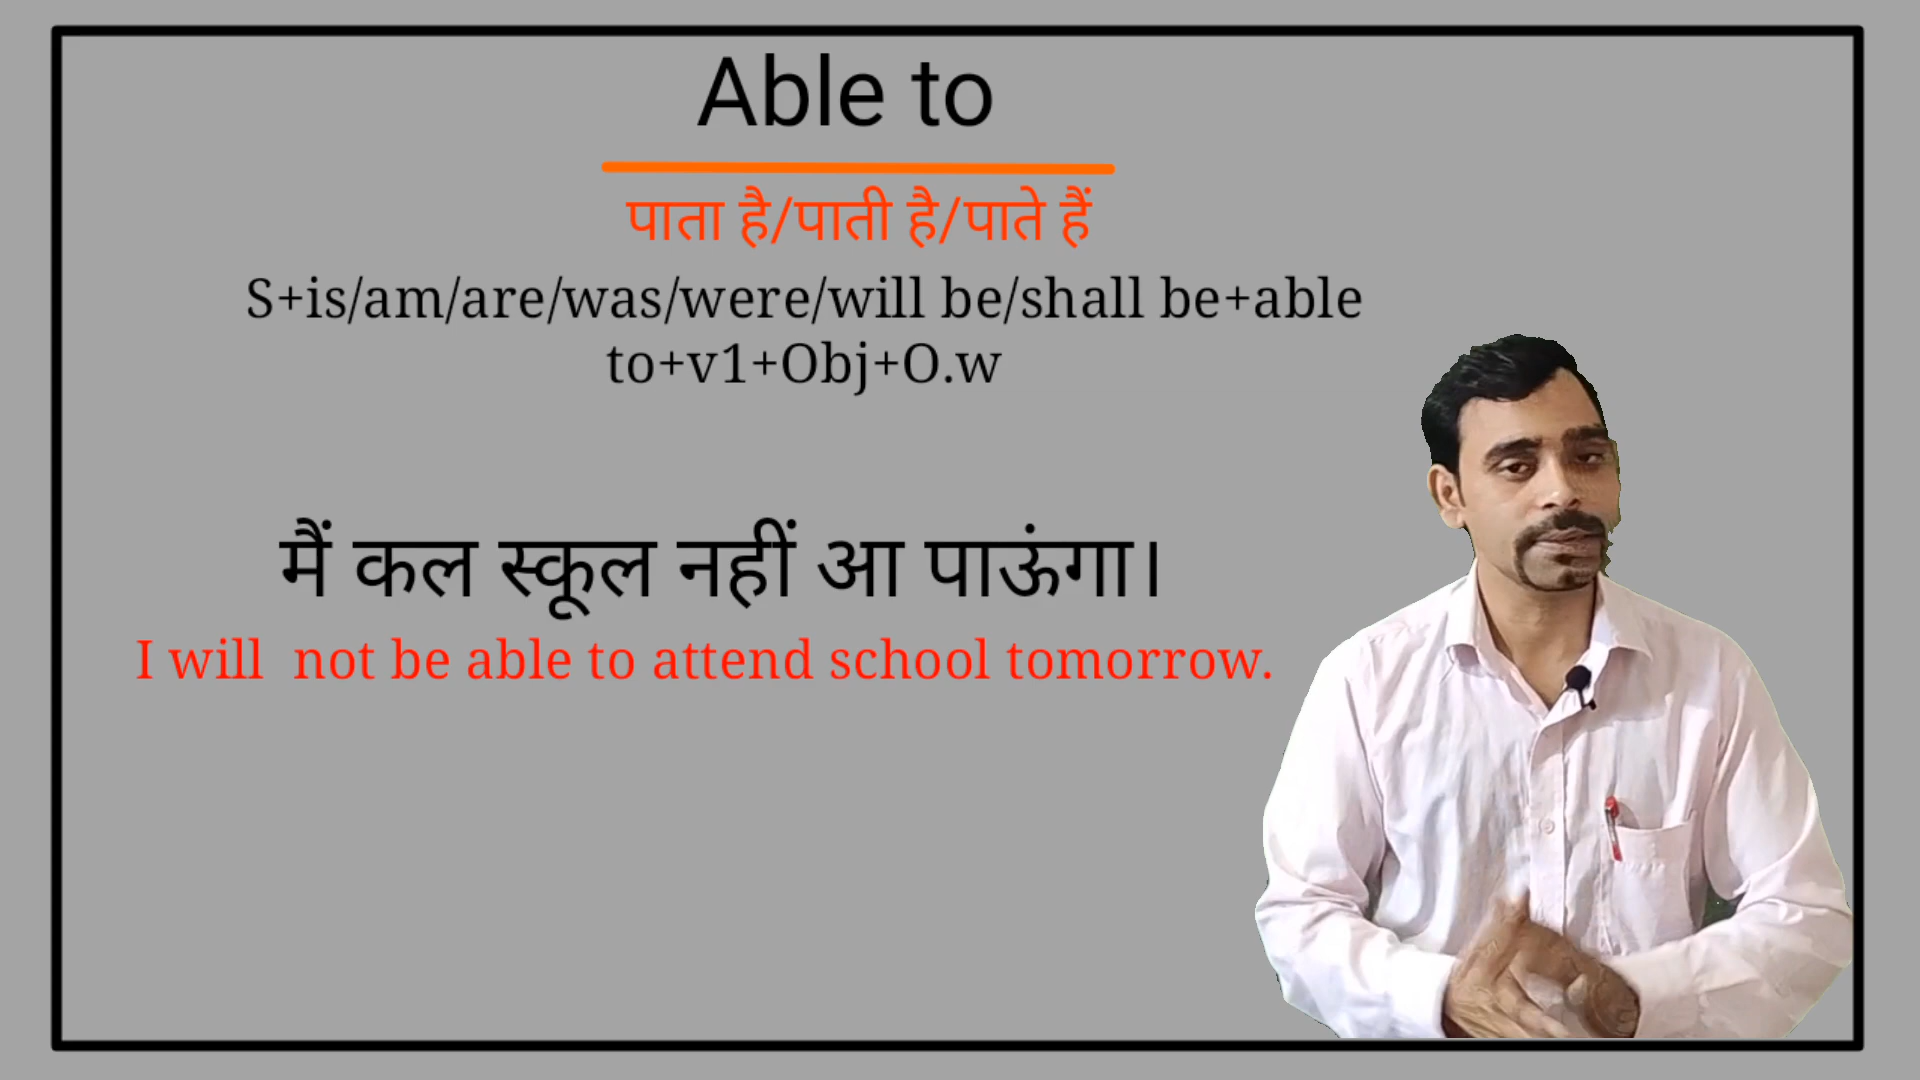 Able to
पाता है/पाती है/पाते हैं
S+is/am/are/was/were/will be/shall be+able
to+v1+Obj+O.w
मैं कल स्कूल नहीं आ पाऊंगा।
I will  not be able to attend school tomorrow.